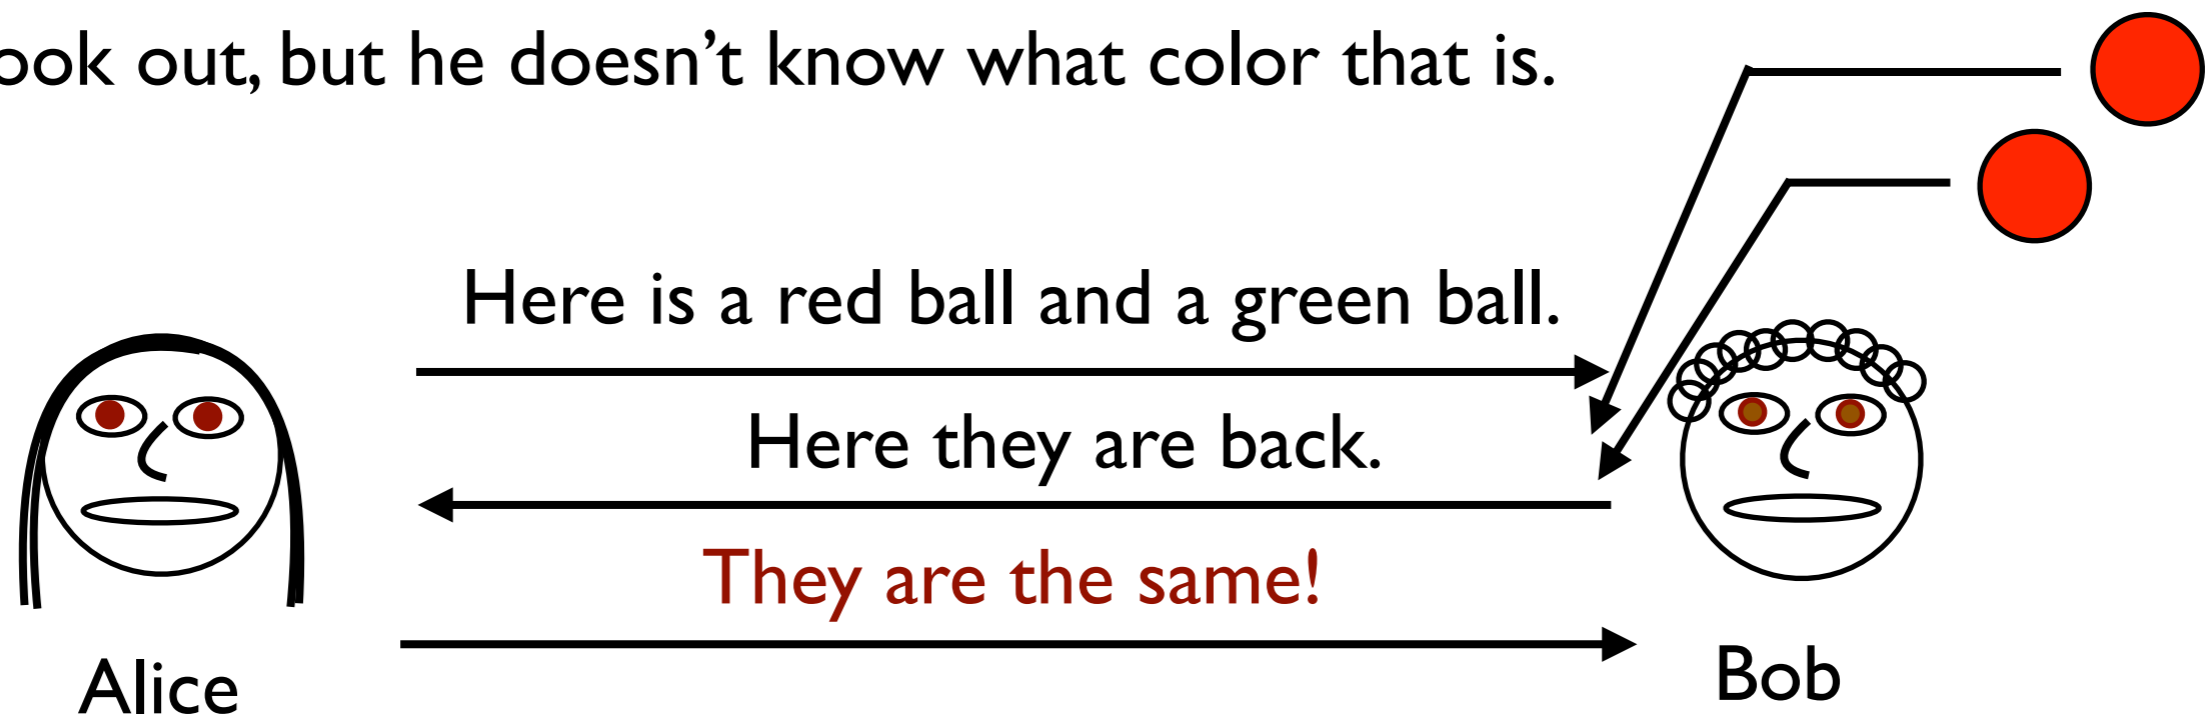 ook out, but he doesn't know what color that is.
Here is a red ball and a green ball.
Here they are back.
They are the same!
Alice
Bob